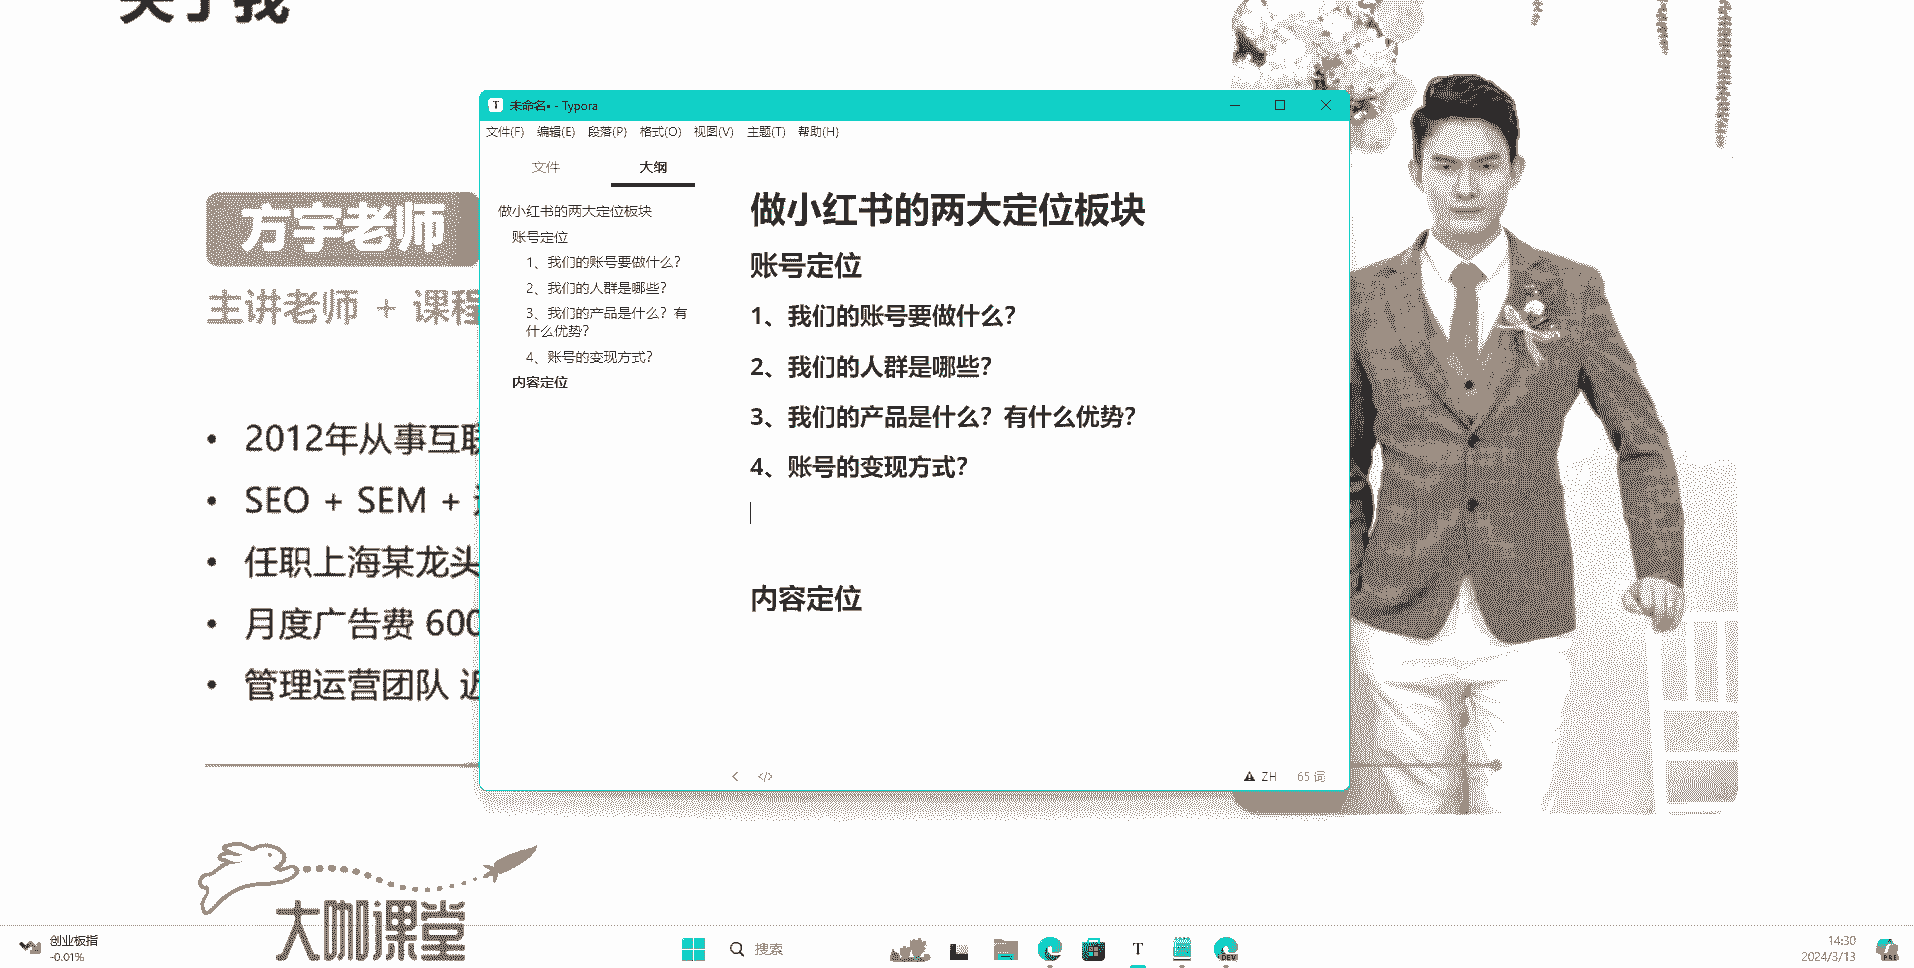 关于我
未命名• - Typora
文件(F) 编辑(E) 段落(P) 格式(O) 视图(V) 主题(T) 帮助(H)
文件 大纲
做小红书的两大定位板块
账号定位
1、我们的账号要做什么？
2、我们的人群是哪些？
3、我们的产品是什么？有
什么优势？
4、账号的变现方式？
内容定位
做小红书的两大定位板块
账号定位
1、我们的账号要做什么？
2、我们的人群是哪些？
3、我们的产品是什么？有什么优势？
4、账号的变现方式？
内容定位
ZH 65 词
方宇老师
主讲老师 + 课程
2012年从事互联
SEO + SEM +
任职上海某龙头
月度广告费 600
管理运营团队 近
大咖课堂
创业板指
-0.01%
搜索
T
DEV
14:30
2024/3/13
PRE